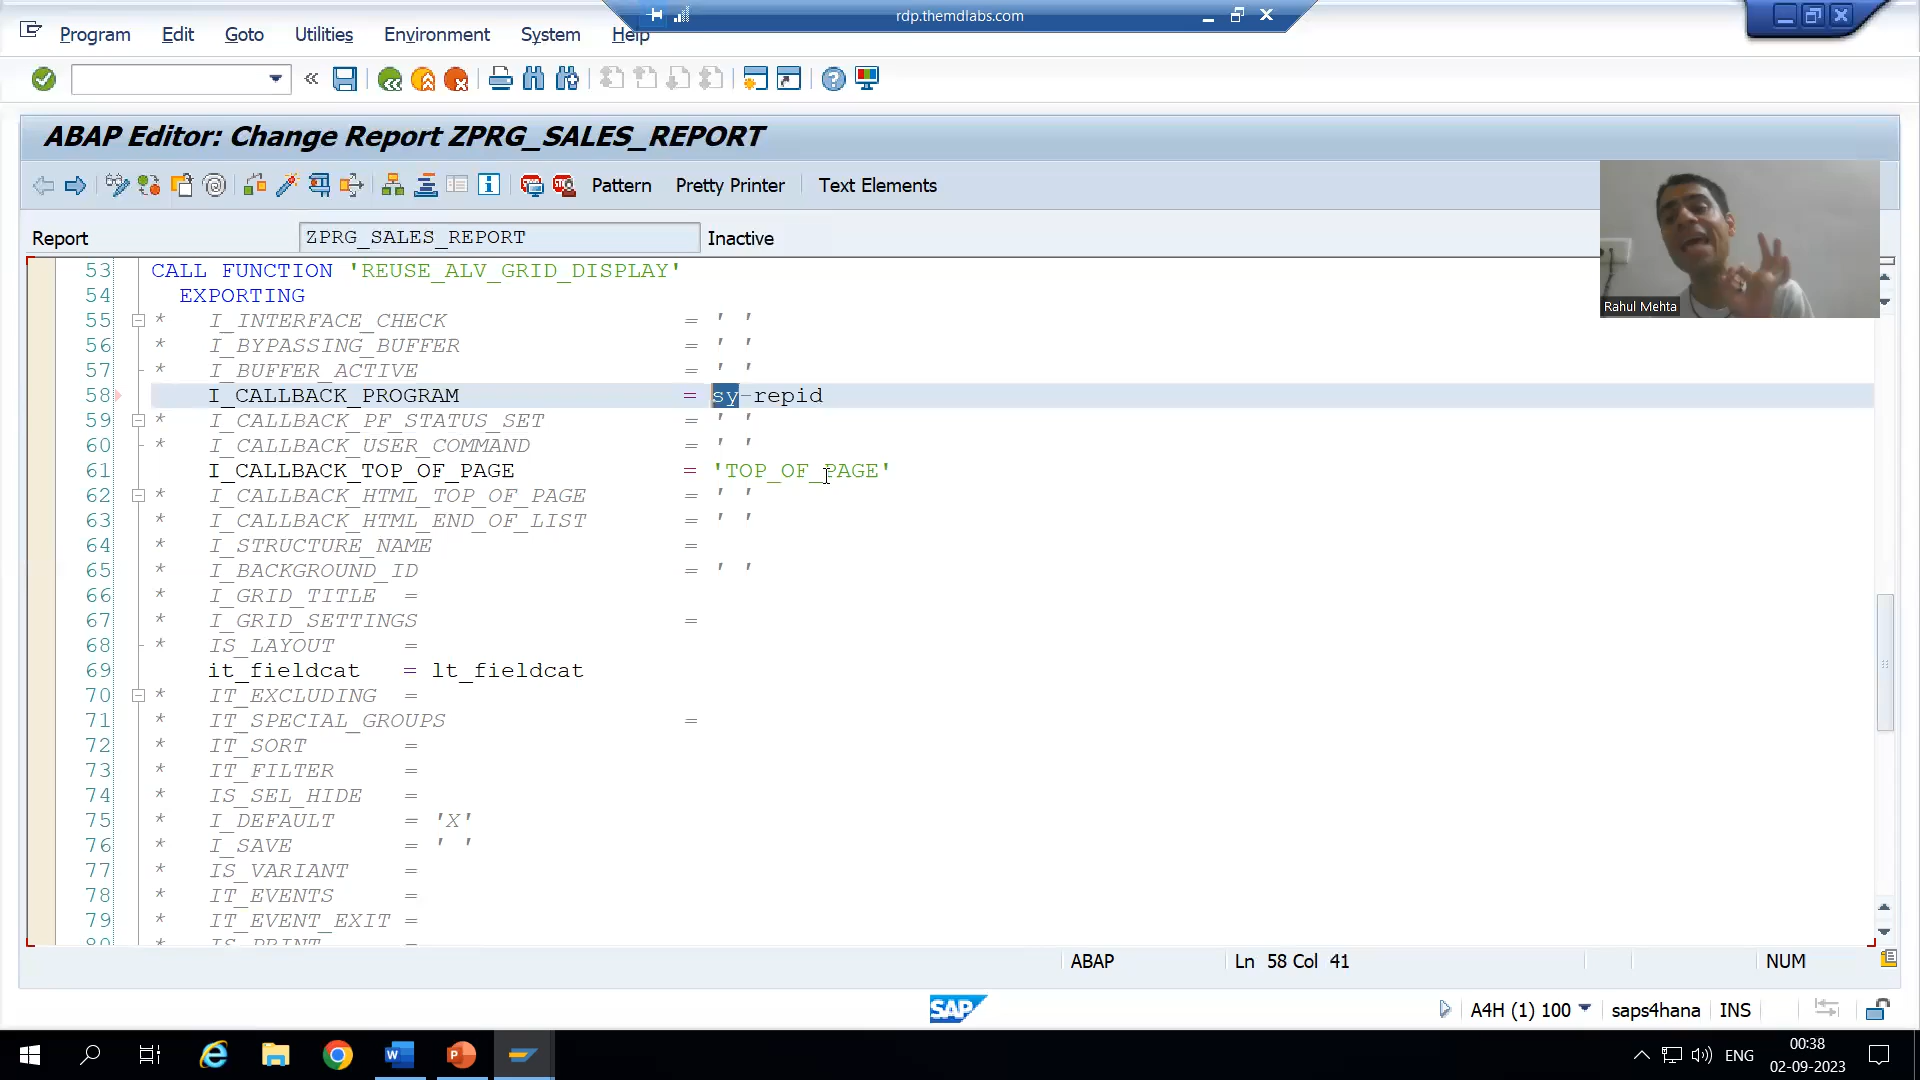 rdp.themdlabs.com
Program Edit Goto Utilities Environment System Help
ABAP Editor: Change Report ZPRG_SALES_REPORT
Pattern Pretty Printer Text Elements
Report ZPRG_SALES_REPORT Inactive
Rahul Mehta
53 CALL FUNCTION 'REUSE_ALV_GRID_DISPLAY'
54 EXPORTING
55 * I_INTERFACE_CHECK = ' '
56 * I_BYPASSING_BUFFER = ' '
57 * I_BUFFER_ACTIVE = ' '
58 I_CALLBACK_PROGRAM = sy-repid
59 * I_CALLBACK_PF_STATUS_SET = ' '
60 * I_CALLBACK_USER_COMMAND = ' '
61 I_CALLBACK_TOP_OF_PAGE = 'TOP_OF_PAGE'
62 * I_CALLBACK_HTML_TOP_OF_PAGE = ' '
63 * I_CALLBACK_HTML_END_OF_LIST = ' '
64 * I_STRUCTURE_NAME =
65 * I_BACKGROUND_ID = ' '
66 * I_GRID_TITLE =
67 * I_GRID_SETTINGS =
68 * IS_LAYOUT =
69 it_fieldcat = lt_fieldcat
70 * IT_EXCLUDING =
71 * IT_SPECIAL_GROUPS =
72 * IT_SORT =
73 * IT_FILTER =
74 * IS_SEL_HIDE =
75 * I_DEFAULT = 'X'
76 * I_SAVE = ' '
77 * IS_VARIANT =
78 * IT_EVENTS =
79 * IT_EVENT_EXIT =
80 * IS_PRINT =
ABAP Ln 58 Col 41 NUM
SAP A4H (1) 100 saps4hana INS
ENG
00:38
02-09-2023